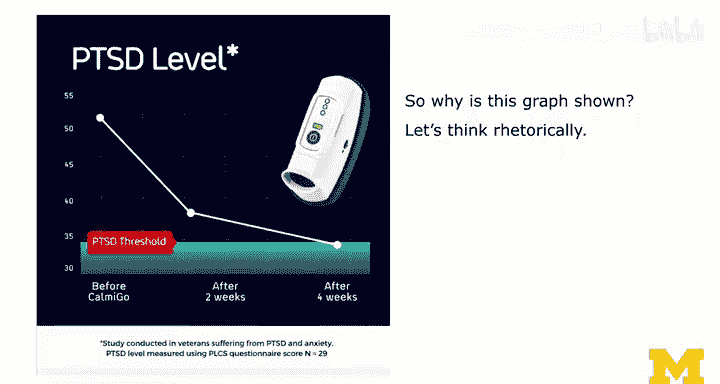 PTSD Level*
55
50
45
40
35
30
PTSD Threshold
Before
CalmiGo
After
2 weeks
After
4 weeks
*Study conducted in veterans suffering from PTSD and anxiety.
PTSD level measured using PLCS questionnaire score N = 29
So why is this graph shown?
Let's think rhetorically.
M